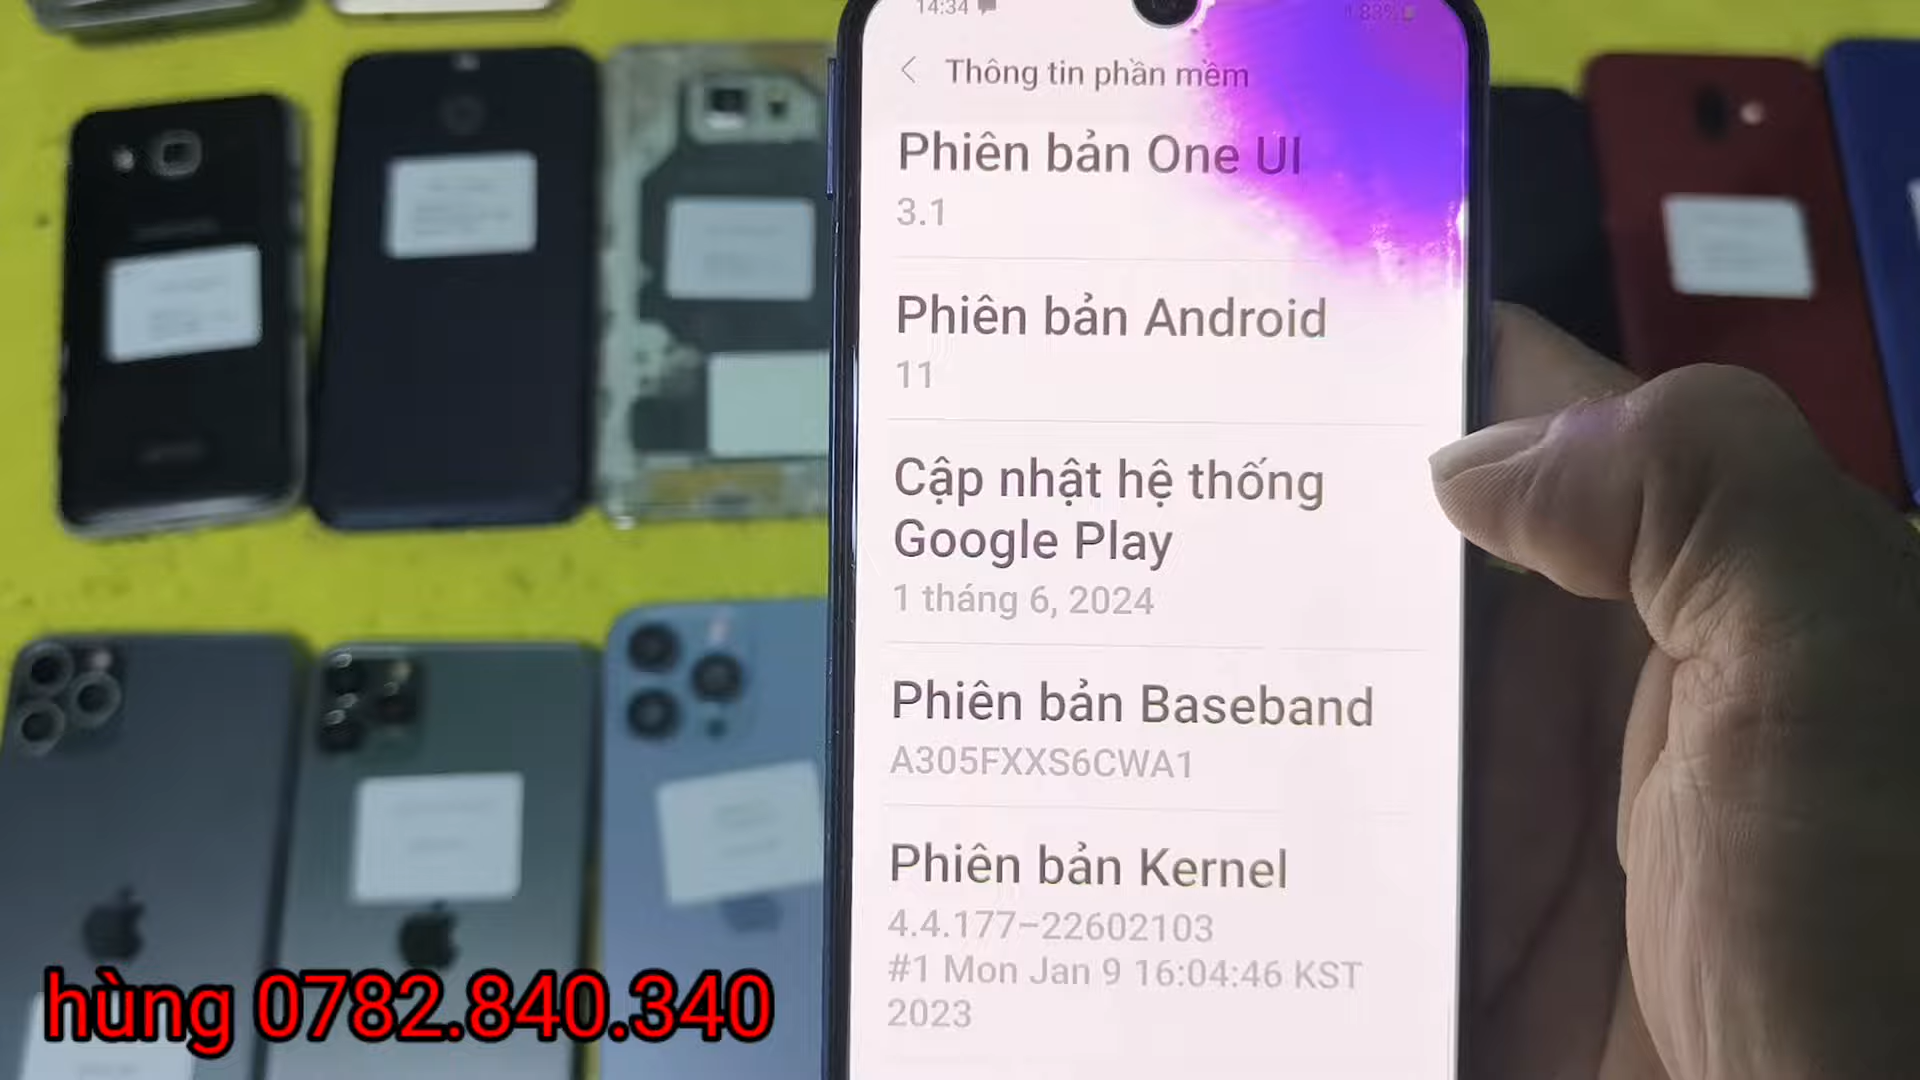 14:34
83%
Thông tin phần mềm
Phiên bản One UI
3.1
Phiên bản Android
11
Cập nhật hệ thống
Google Play
1 tháng 6, 2024
Phiên bản Baseband
A305FXXS6CWA1
Phiên bản Kernel
4.4.177-22602103
#1 Mon Jan 9 16:04:46 KST
2023
hùng 0782.840.340